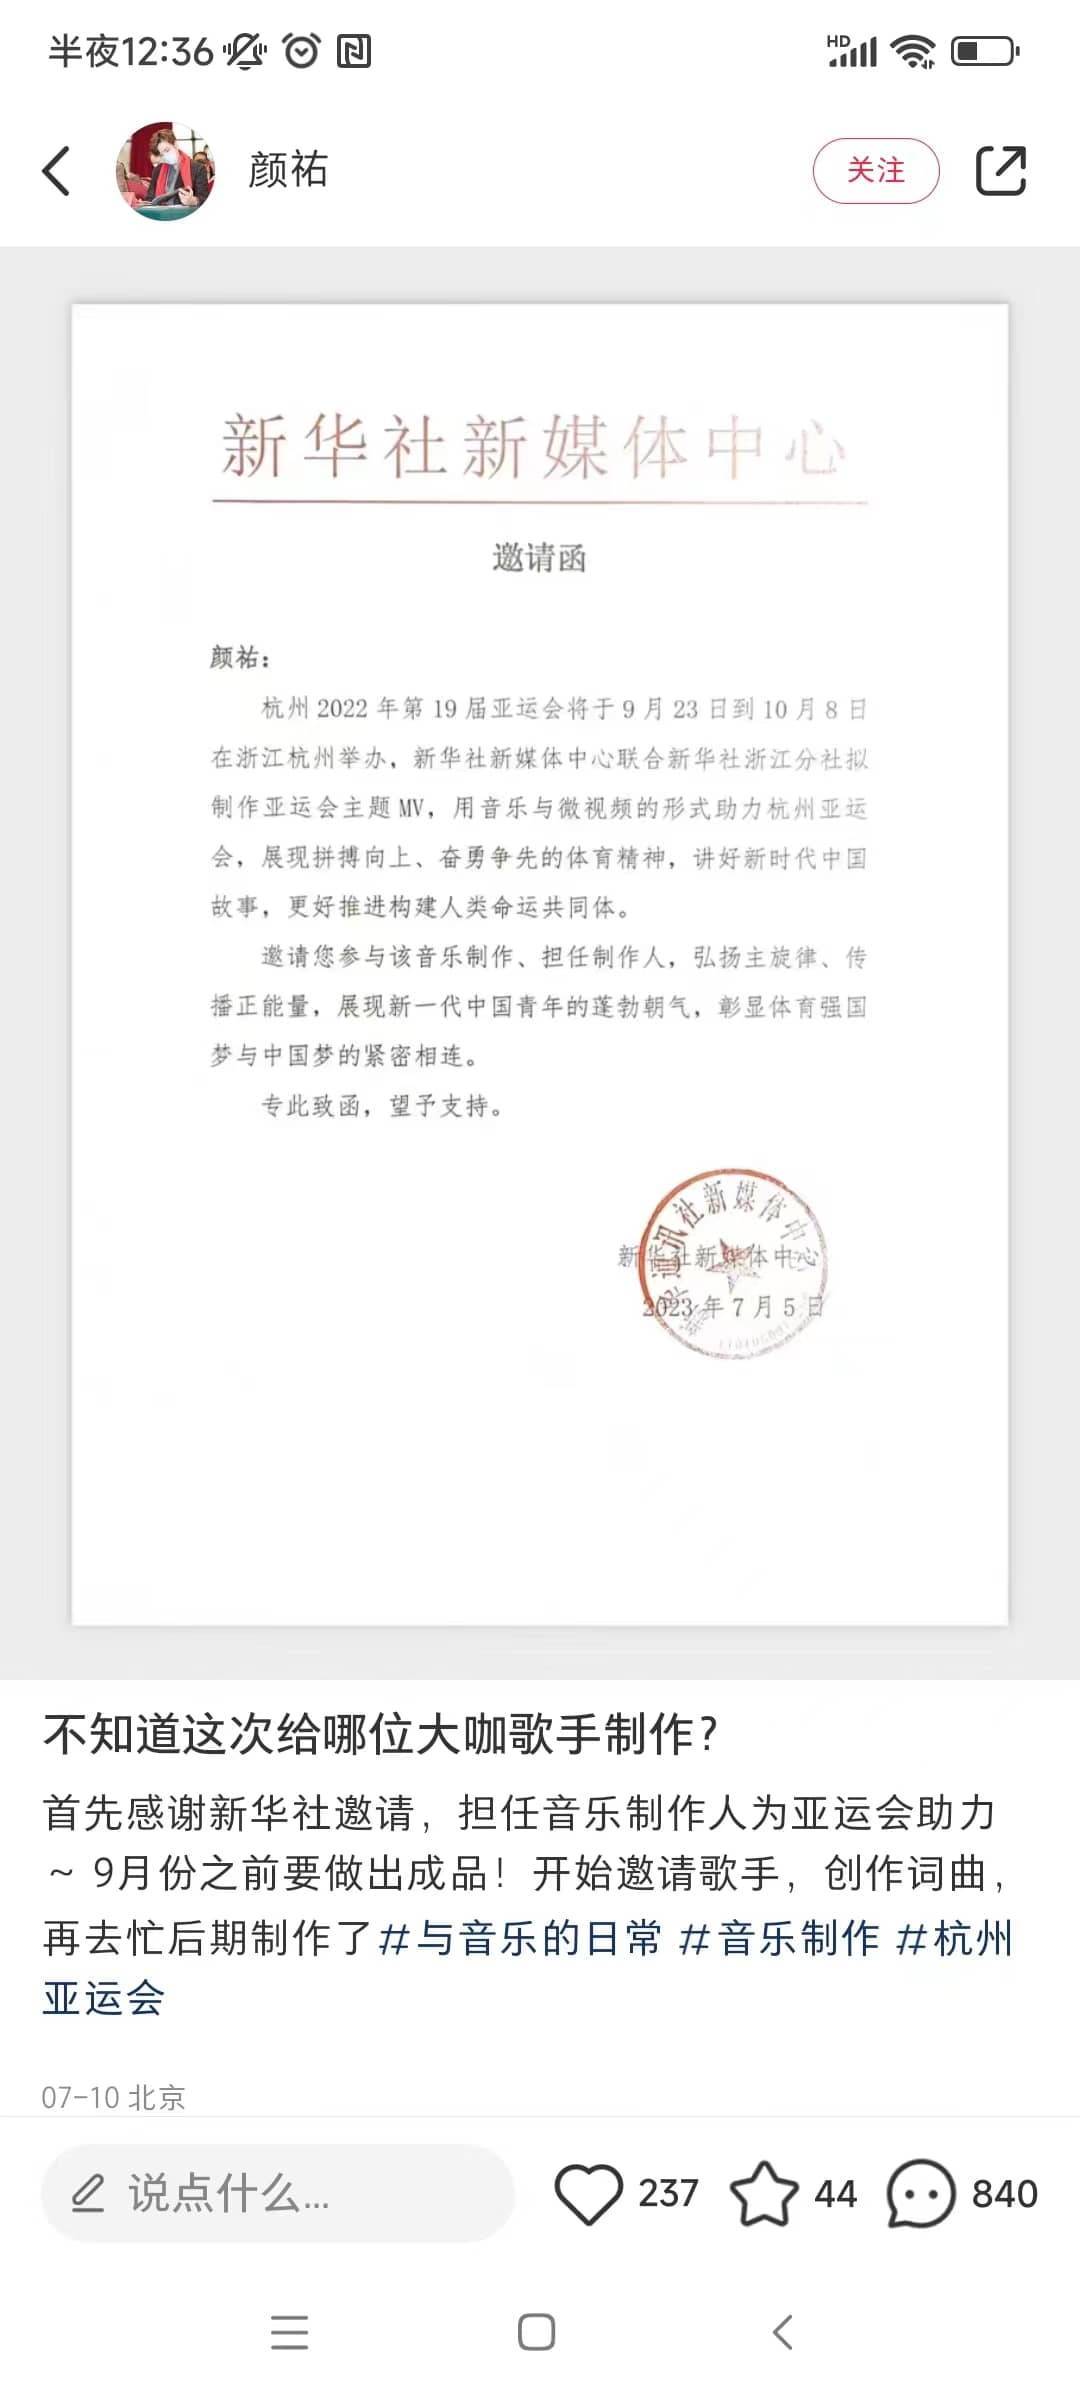 半夜12:36
HD
颜祐
关注
新华社新媒体中心
邀请函
颜祐：
杭州2022年第19届亚运会将于9月23日到10月8日
在浙江杭州举办，新华社新媒体中心联合新华社浙江分社拟
制作亚运会主题MV，用音乐与微视频的形式助力杭州亚运
会，展现拼搏向上、奋勇争先的体育精神，讲好新时代中国
故事，更好推进构建人类命运共同体。
邀请您参与该音乐制作、担任制作人，弘扬主旋律、传
播正能量，展现新一代中国青年的蓬勃朝气，彰显体育强国
梦与中国梦的紧密相连。
专此致函，望予支持。
新华通讯社新媒体中心
新华社新媒体中心
2023年7月5日
不知道这次给哪位大咖歌手制作？
首先感谢新华社邀请，担任音乐制作人为亚运会助力
~ 9月份之前要做出成品！开始邀请歌手，创作词曲，
再去忙后期制作了#与音乐的日常 #音乐制作 #杭州
亚运会
07-10 北京
说点什么...
237
44
840